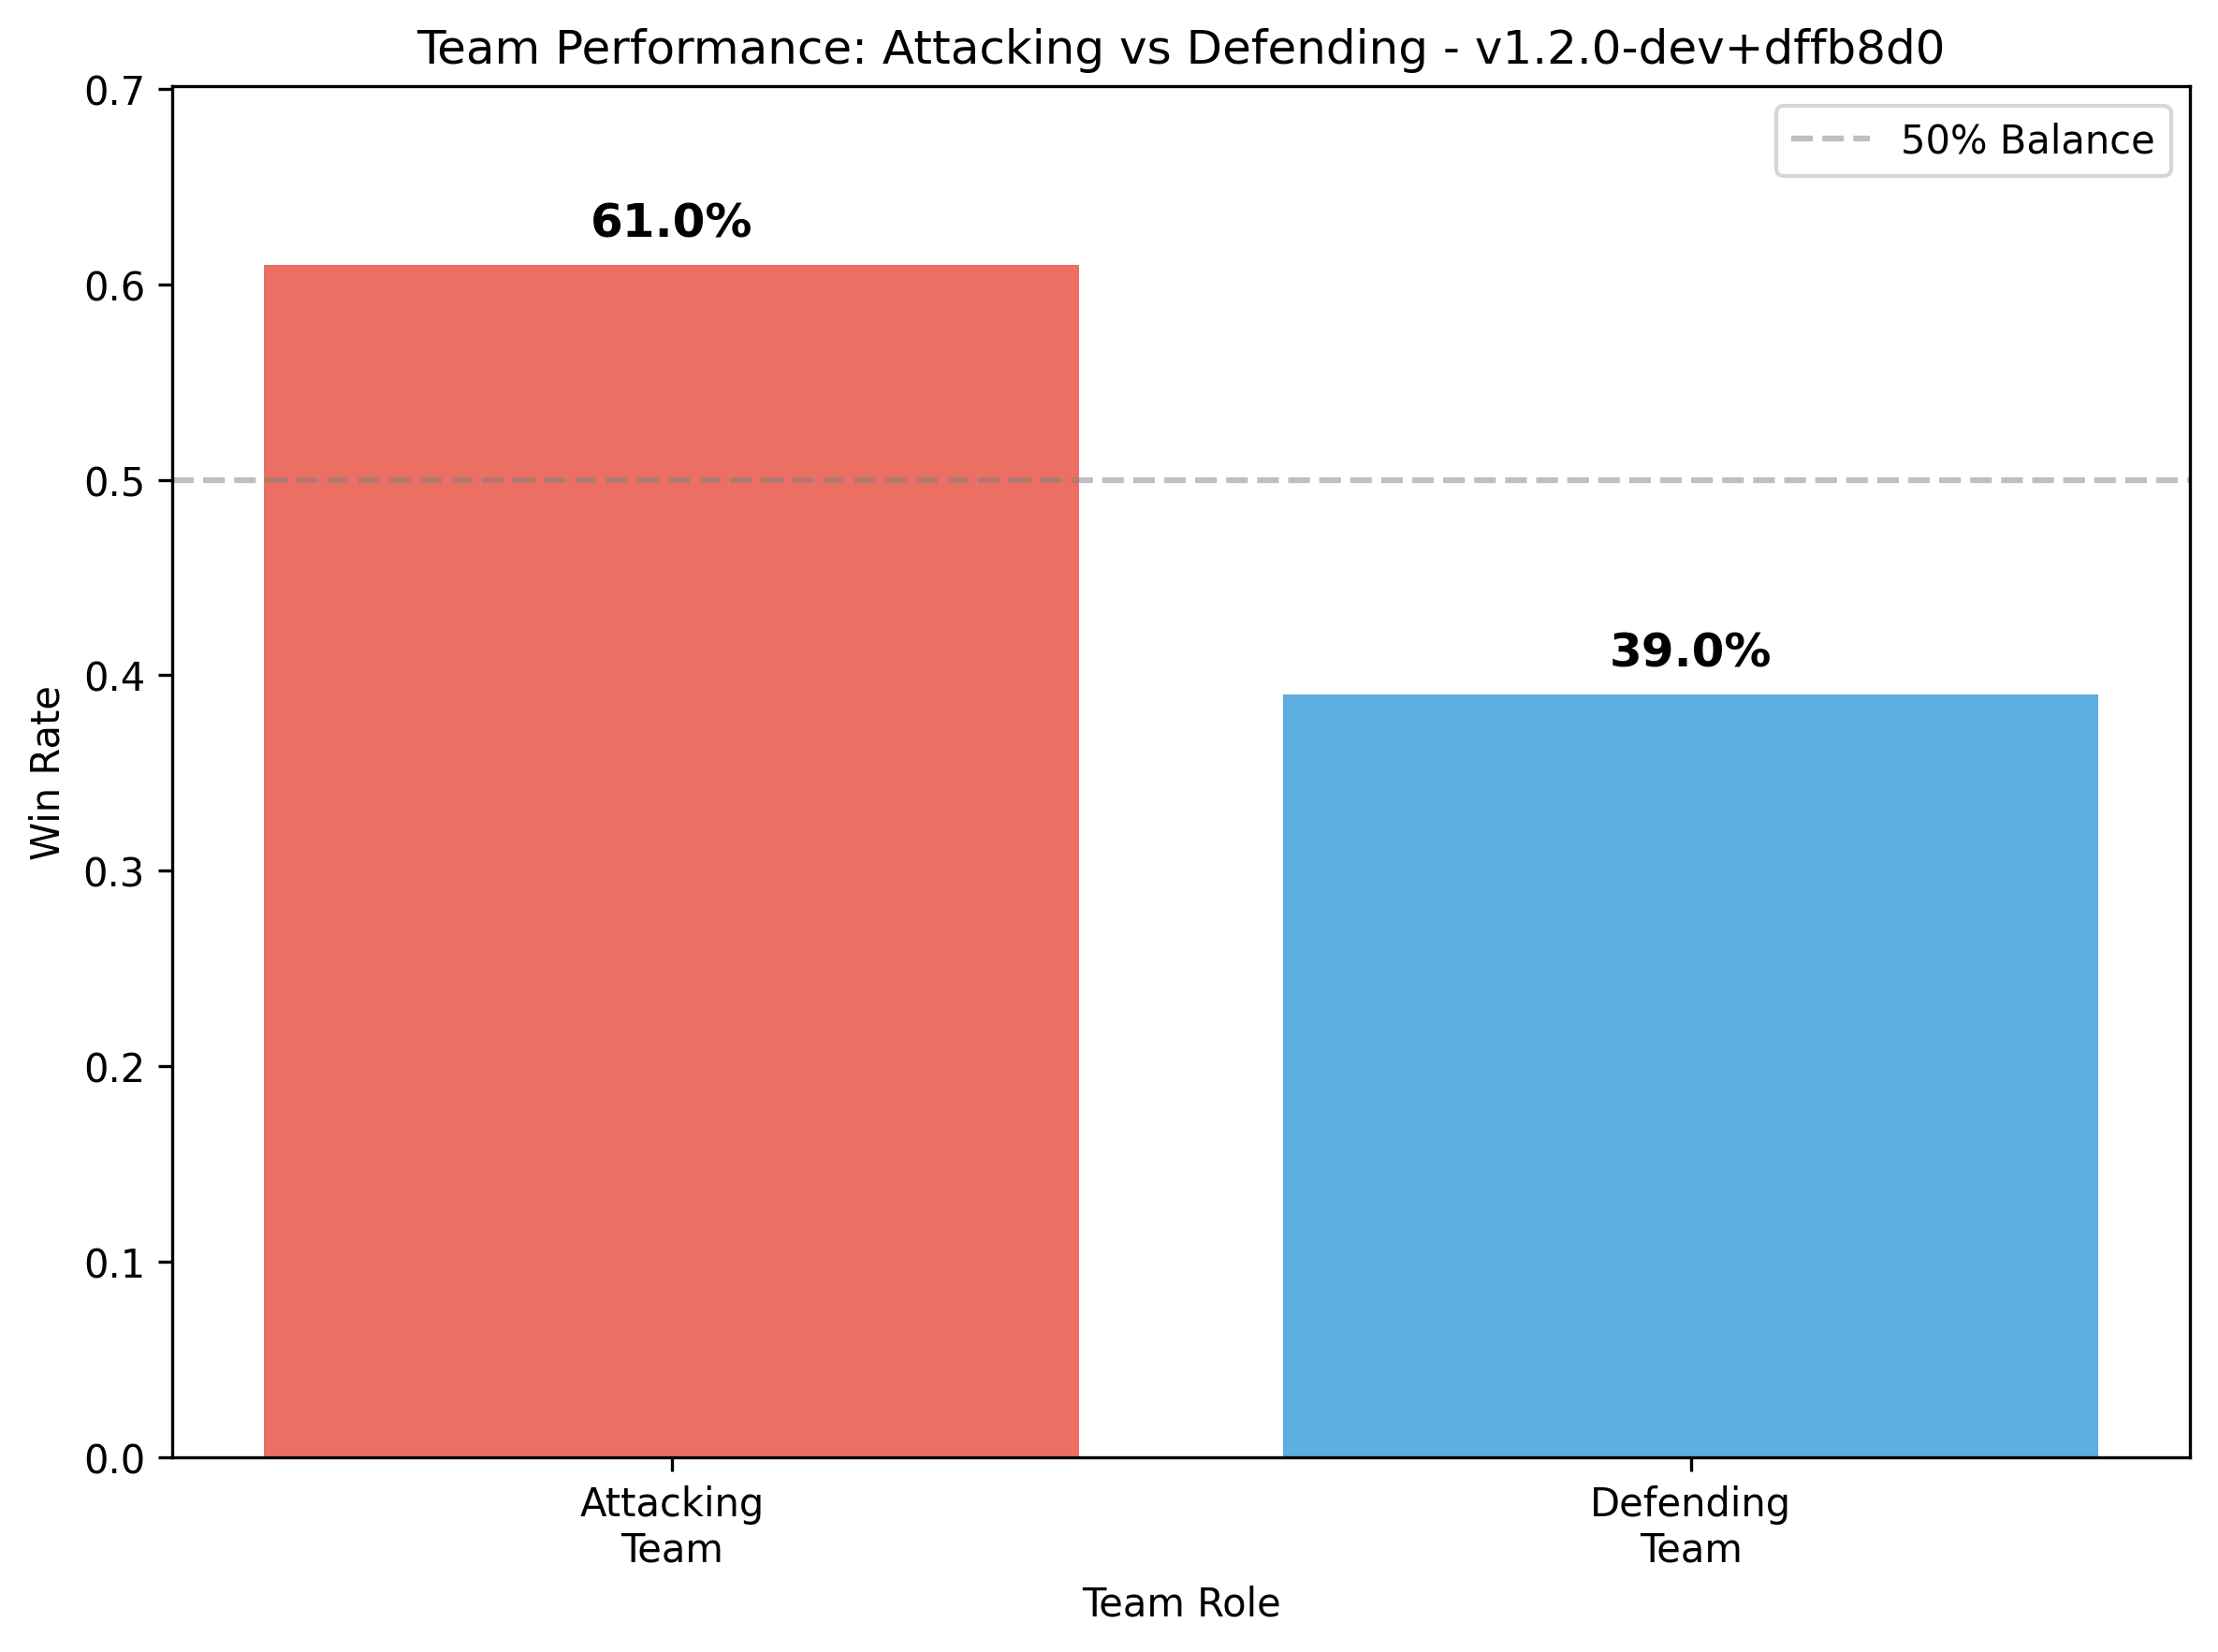 Team Performance: Attacking vs Defending - v1.2.0-dev+dffb8d0
0.7
50% Balance
61.0%
0.6
0.5
39.0%
0.4
Win Rate
0.3
0.2
0.1
0.0
Attacking
Team
Defending
Team
Team Role